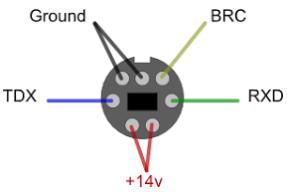 Ground
BRC
TDX
RXD
+14v